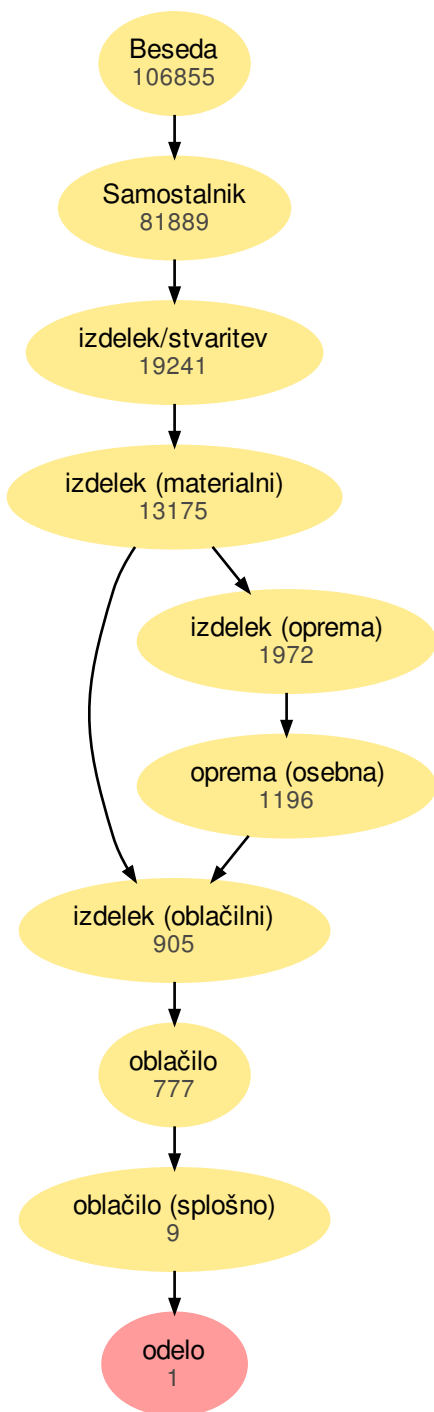 Beseda
106855
Samostalnik
81889
izdelek/stvaritev
19241
izdelek (materialni)
13175
izdelek (oprema)
1972
oprema (osebna)
1196
izdelek (oblačilni)
905
oblačilo
777
oblačilo (splošno)
9
odelo
1